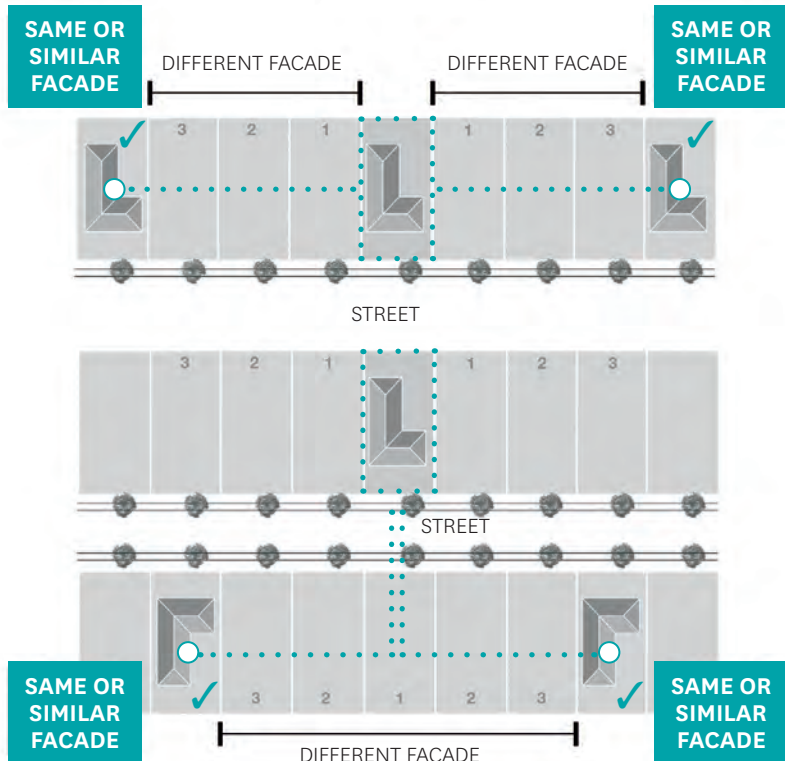 SAME OR
SIMILAR
FACADE
DIFFERENT FACADE
DIFFERENT FACADE
SAME OR
SIMILAR
FACADE
3 2 1 1 2 3
STREET
3 2 1 1 2 3
STREET
3 2 1 2 3
SAME OR
SIMILAR
FACADE
DIFFERENT FACADE
SAME OR
SIMILAR
FACADE